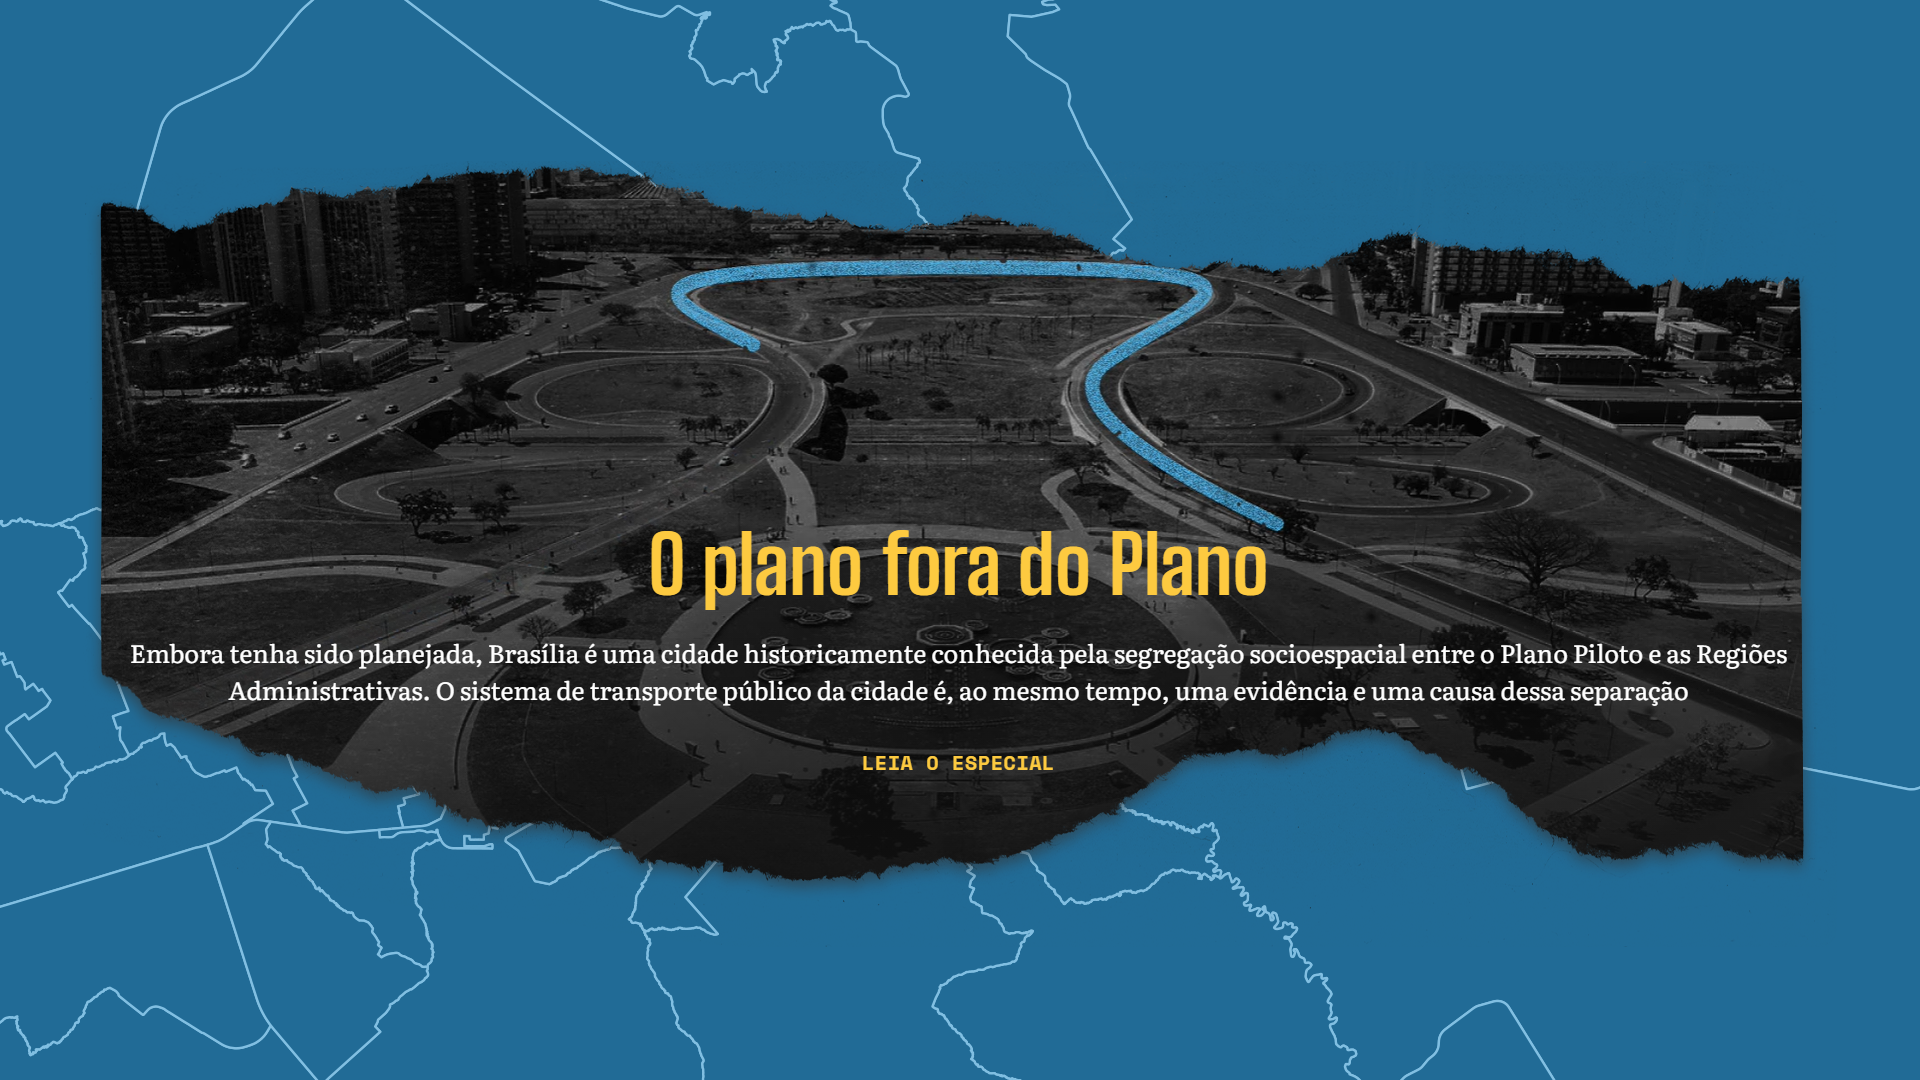 O plano fora do Plano
Embora tenha sido planejada, Brasília é uma cidade historicamente conhecida pela segregação socioespacial entre o Plano Piloto e as Regiões
Administrativas. O sistema de transporte público da cidade é, ao mesmo tempo, uma evidência e uma causa dessa separação
LEIA O ESPECIAL